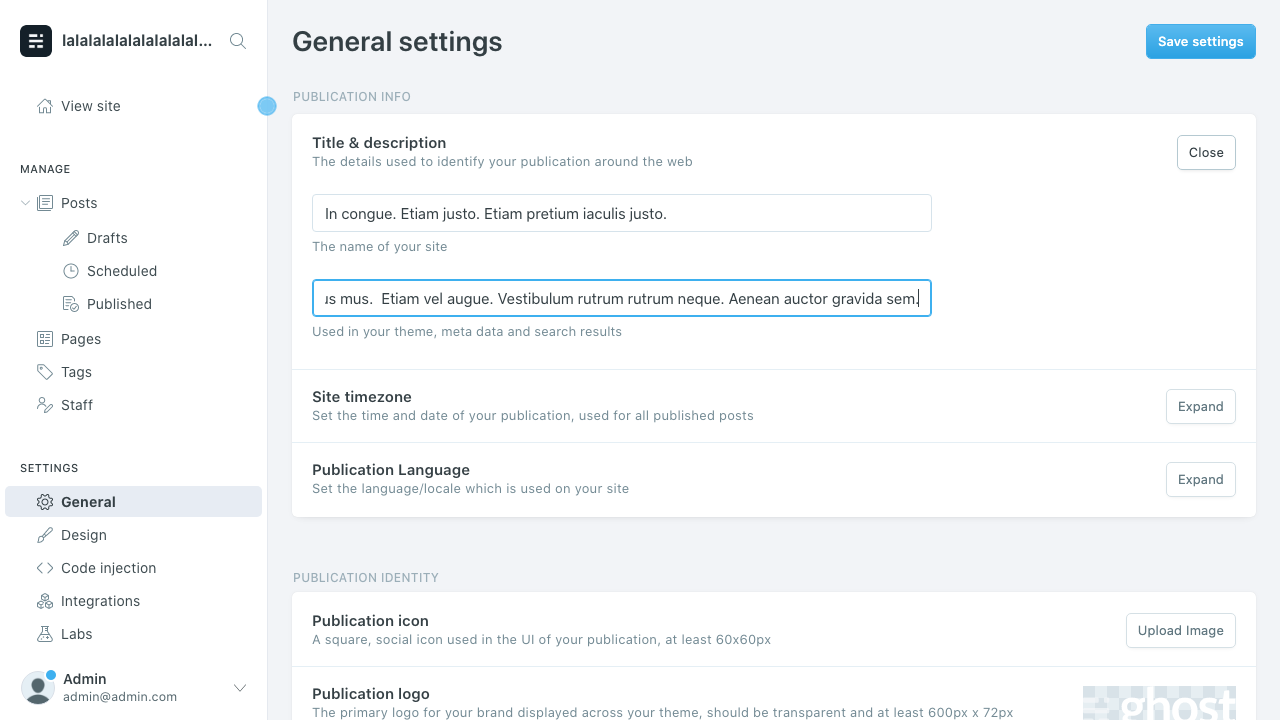 lalalalalalalalalal...
View site
MANAGE
Posts
Drafts
Scheduled
Published
Pages
Tags
Staff
SETTINGS
General
Design
Code injection
Integrations
Labs
Admin
admin@admin.com
General settings
Save settings
PUBLICATION INFO
Title & description
The details used to identify your publication around the web
Close
In congue. Etiam justo. Etiam pretium iaculis justo.
The name of your site
mus. Etiam vel augue. Vestibulum rutrum rutrum neque. Aenean auctor gravida sem.
Used in your theme, meta data and search results
Site timezone
Set the time and date of your publication, used for all published posts
Expand
Publication Language
Set the language/locale which is used on your site
Expand
PUBLICATION IDENTITY
Publication icon
A square, social icon used in the UI of your publication, at least 60x60px
Upload Image
Publication logo
The primary logo for your brand displayed across your theme, should be transparent and at least 600px x 72px
ghost